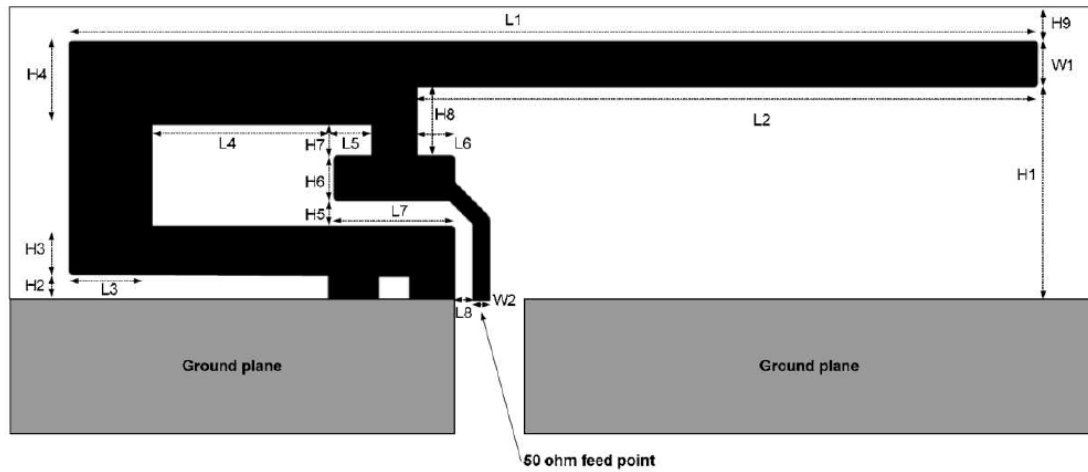 L1
H9
H4
W1
H8
L2
L4
H7
L5
L6
H6
H1
L7
H5
H3
L3
H2
L8
W2
Ground plane
Ground plane
50 ohm feed point